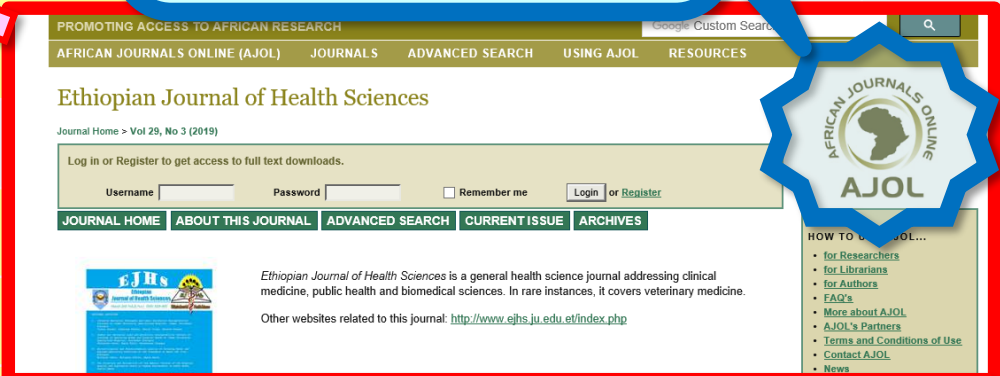 PROMOTING ACCESS TO AFRICAN RESEARCH
Google Custom Searc
AFRICAN JOURNALS ONLINE (AJOL) JOURNALS ADVANCED SEARCH USING AJOL RESOURCES
Ethiopian Journal of Health Sciences
Journal Home > Vol 29, No 3 (2019)
Log in or Register to get access to full text downloads.
Username Password Remember me Login or Register
JOURNAL HOME ABOUT THIS JOURNAL ADVANCED SEARCH CURRENT ISSUE ARCHIVES
AFRICAN JOURNALS ONLINE
AJOL
EJHS
Ethiopian
Journal of Health Sciences
Ethiopian Journal of Health Sciences is a general health science journal addressing clinical
medicine, public health and biomedical sciences. In rare instances, it covers veterinary medicine.
Other websites related to this journal: http://www.ejhs.ju.edu.et/index.php
HOW TO U OL...
• for Researchers
• for Librarians
• for Authors
• FAQ's
• More about AJOL
• AJOL's Partners
• Terms and Conditions of Use
• Contact AJOL
• News